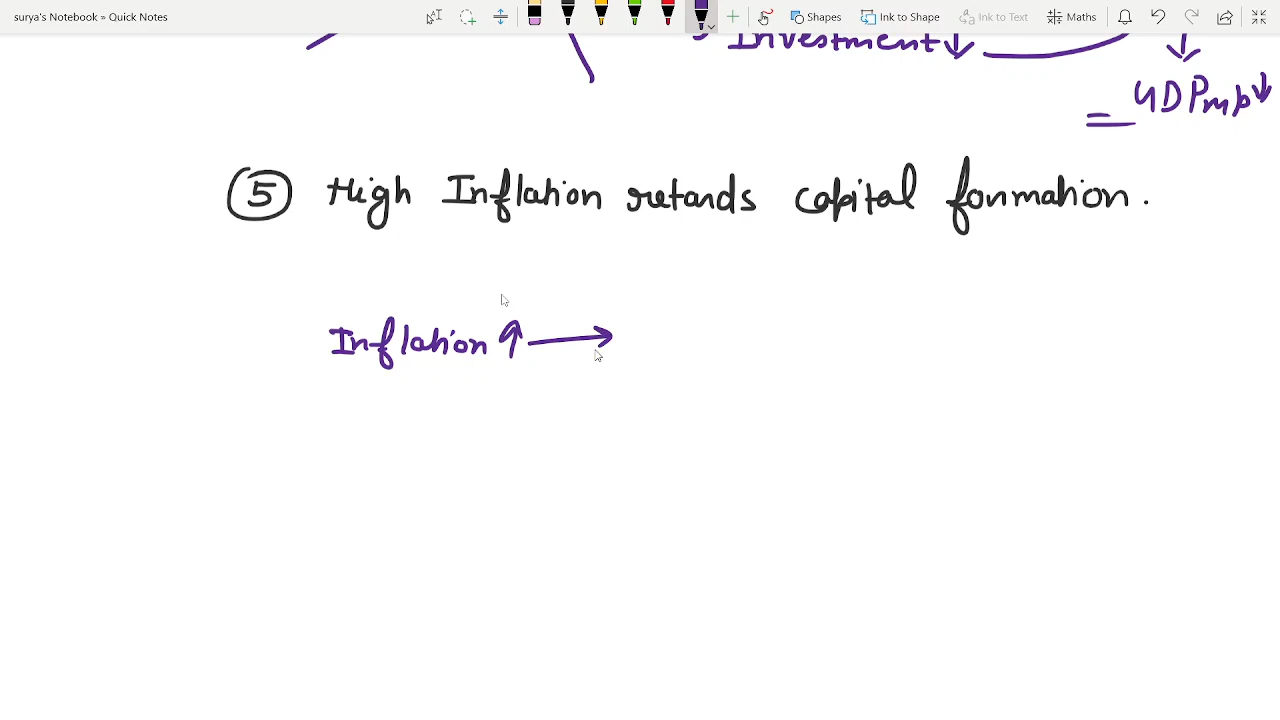 surya's Notebook » Quick Notes
Shapes
Ink to Shape
Ink to Text
Maths
Investment↓
= GDPmp↓
⑤ High Inflation retards capital formation.
Inflation ↑ →